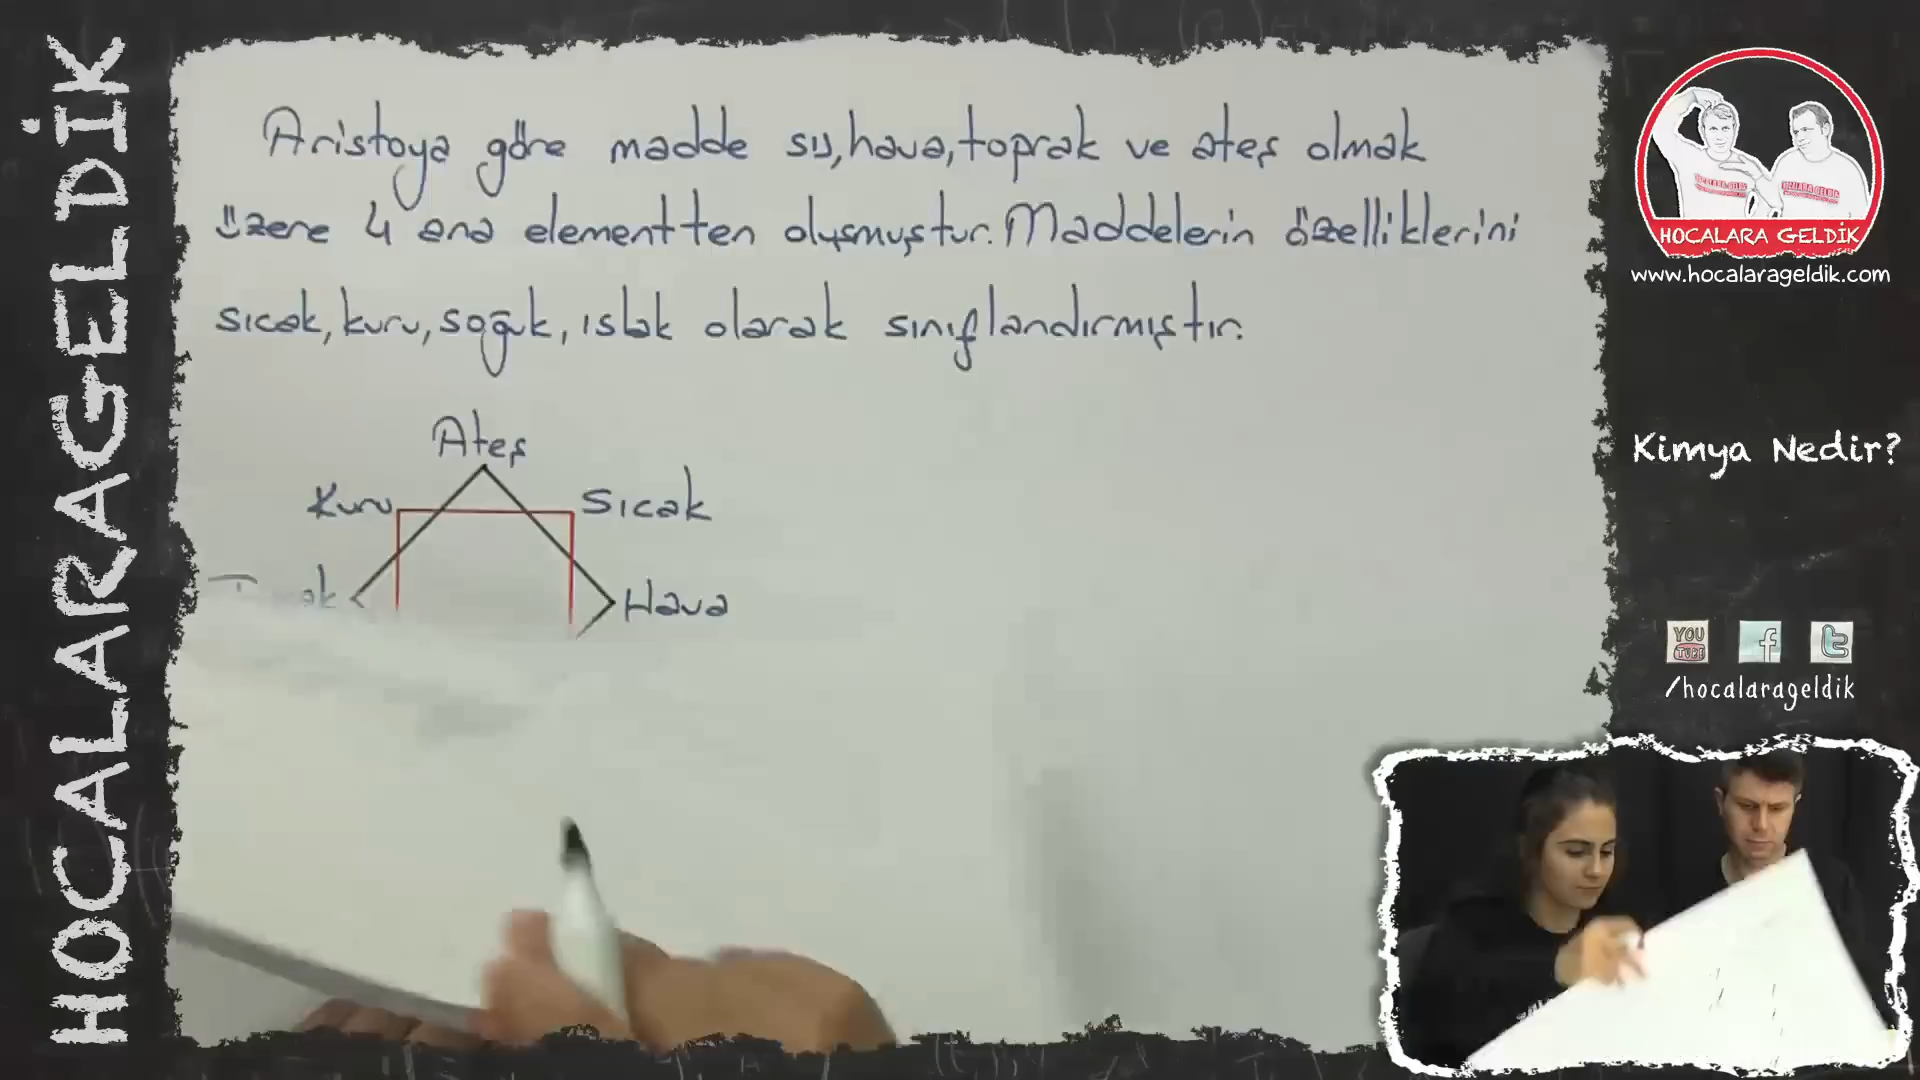 HOCALARAGELDİK
Aristoya göre madde su, hava, toprak ve ateş olmak
üzere 4 ana elementten oluşmuştur. Maddelerin özelliklerini
sıcak, kuru, soğuk, ıslak olarak sınıflandırmıştır.
Ateş
Kuru
Sıcak
Hava
HOCALARA GELDİK
www.hocalarageldik.com
Kimya Nedir?
YOU
TUBE
f
t
/hocalarageldik